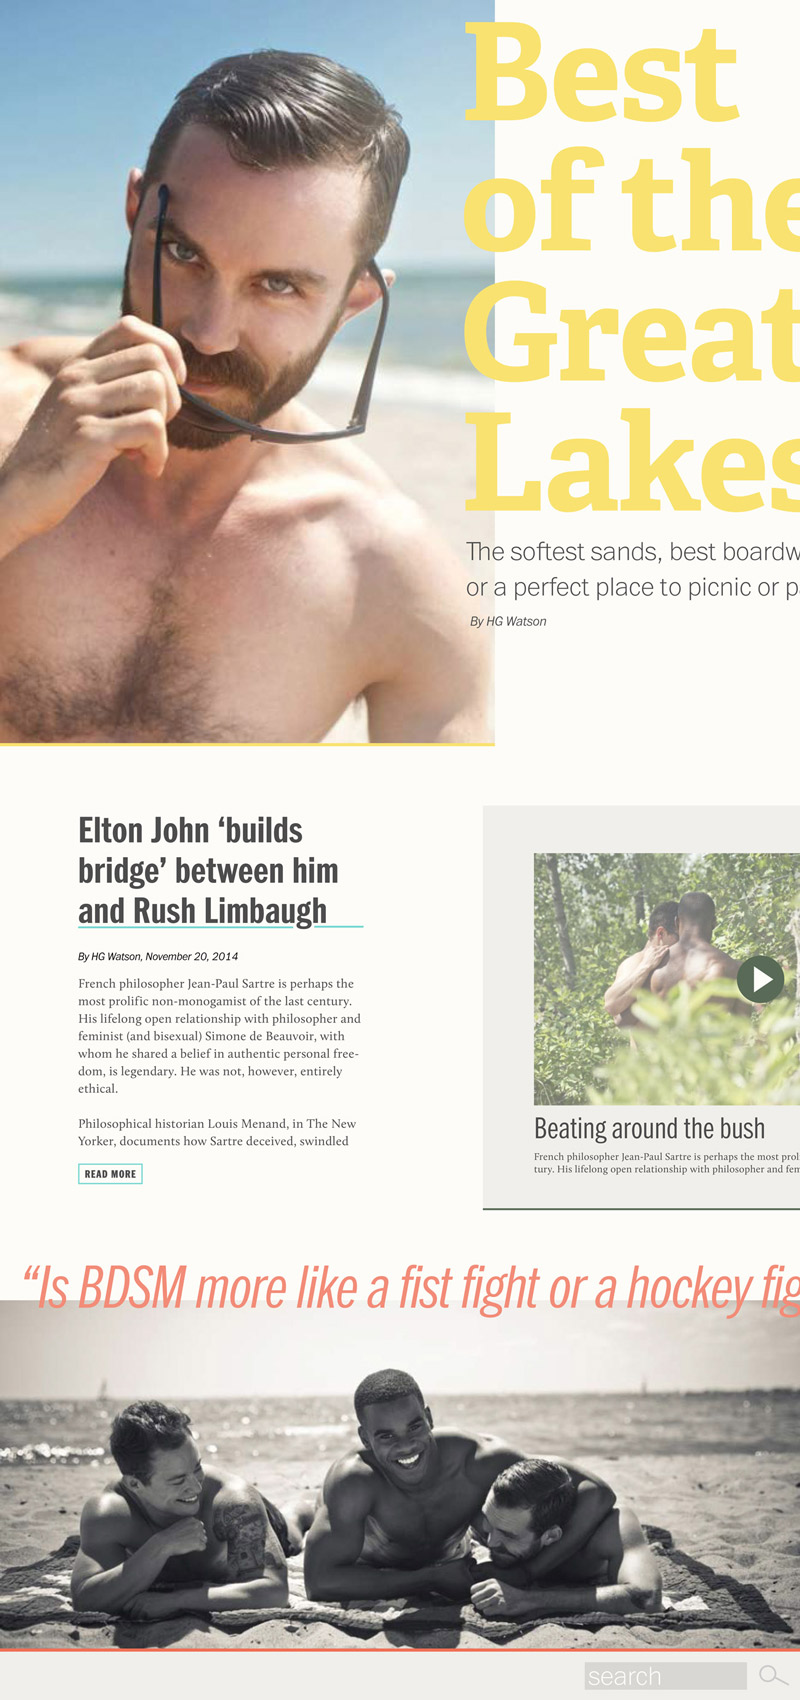 Best
of the
Great
Lakes
The softest sands, best boardw
or a perfect place to picnic or p
By HG Watson
Elton John ‘builds
bridge’ between him
and Rush Limbaugh
By HG Watson, November 20, 2014
French philosopher Jean-Paul Sartre is perhaps the
most prolific non-monogamist of the last century.
His lifelong open relationship with philosopher and
feminist (and bisexual) Simone de Beauvoir, with
whom he shared a belief in authentic personal free-
dom, is legendary. He was not, however, entirely
ethical.
Philosophical historian Louis Menand, in The New
Yorker, documents how Sartre deceived, swindled
READ MORE
Beating around the bush
French philosopher Jean-Paul Sartre is perhaps the most prol
tury. His lifelong open relationship with philosopher and fem
“Is BDSM more like a fist fight or a hockey fig
search